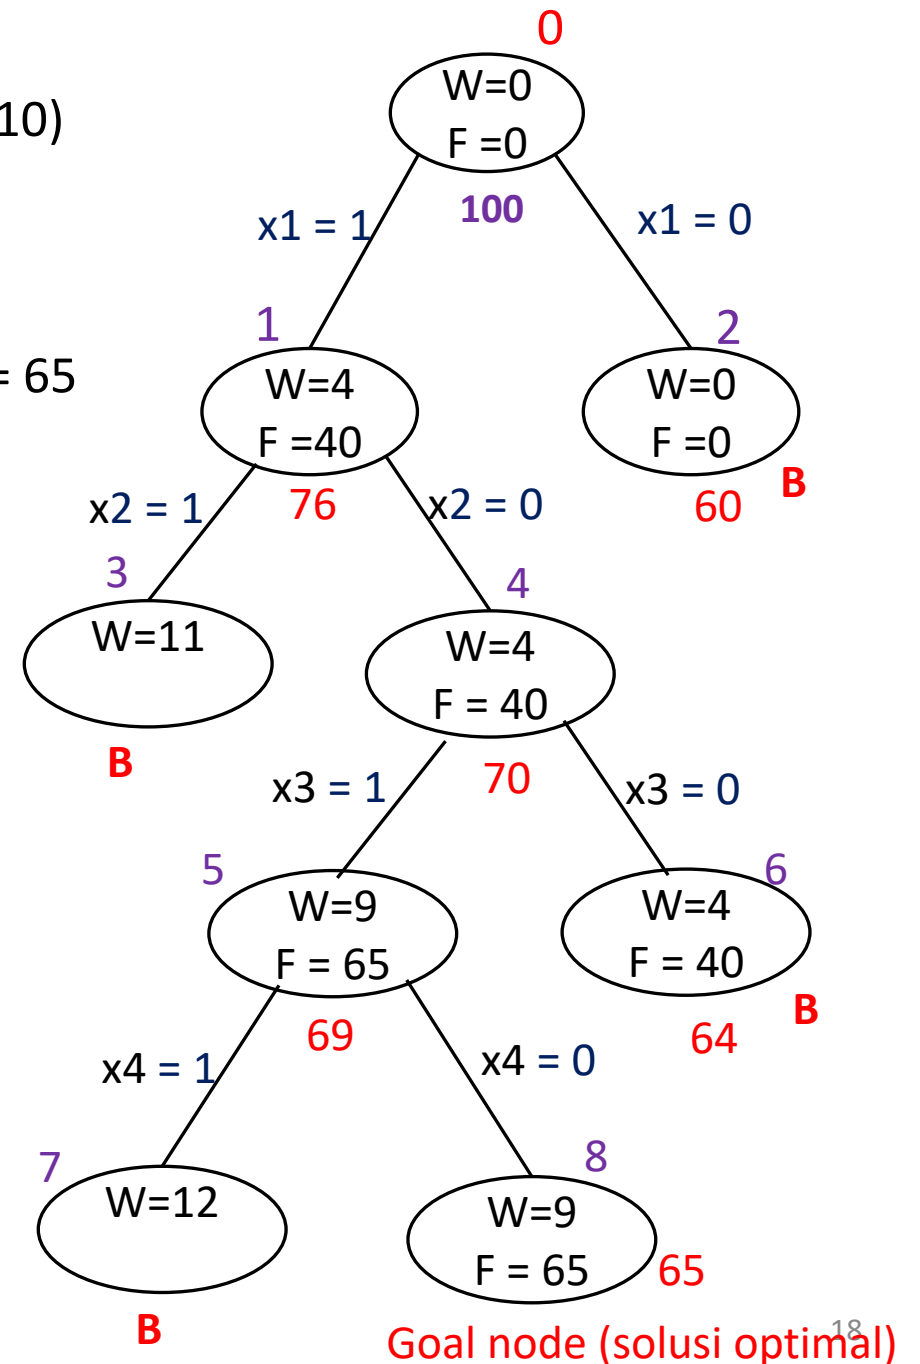 0
W=0
F =0
10)
100
x1 = 1
x1 = 0
1
2
W=4
F =40
W=0
F =0
= 65
76
60
B
x2 = 1
x2 = 0
3
4
W=11
W=4
F = 40
B
70
x3 = 1
x3 = 0
5
6
W=9
F = 65
W=4
F = 40
69
64
B
x4 = 1
x4 = 0
7
8
W=12
W=9
F = 65
65
B
Goal node (solusi optimal)
18